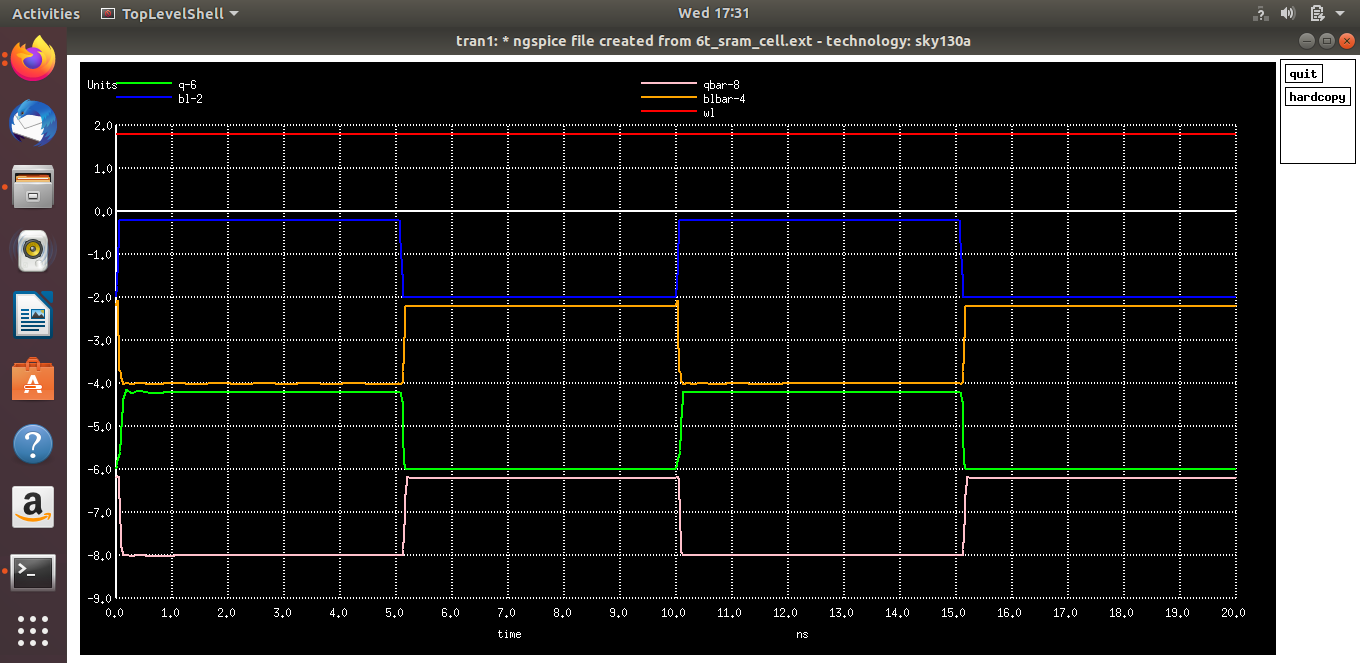 Activities TopLevelShell Wed 17:31
tran1: * ngspice file created from 6t_sram_cell.ext - technology: sky130a
quit
hardcopy
Units q-6 qbar-8
bl-2 blbar-4
wl
2.0
1.0
0.0
-1.0
-2.0
-3.0
-4.0
-5.0
-6.0
-7.0
-8.0
-9.0
0.0 1.0 2.0 3.0 4.0 5.0 6.0 7.0 8.0 9.0 10.0 11.0 12.0 13.0 14.0 15.0 16.0 17.0 18.0 19.0 20.0
time ns